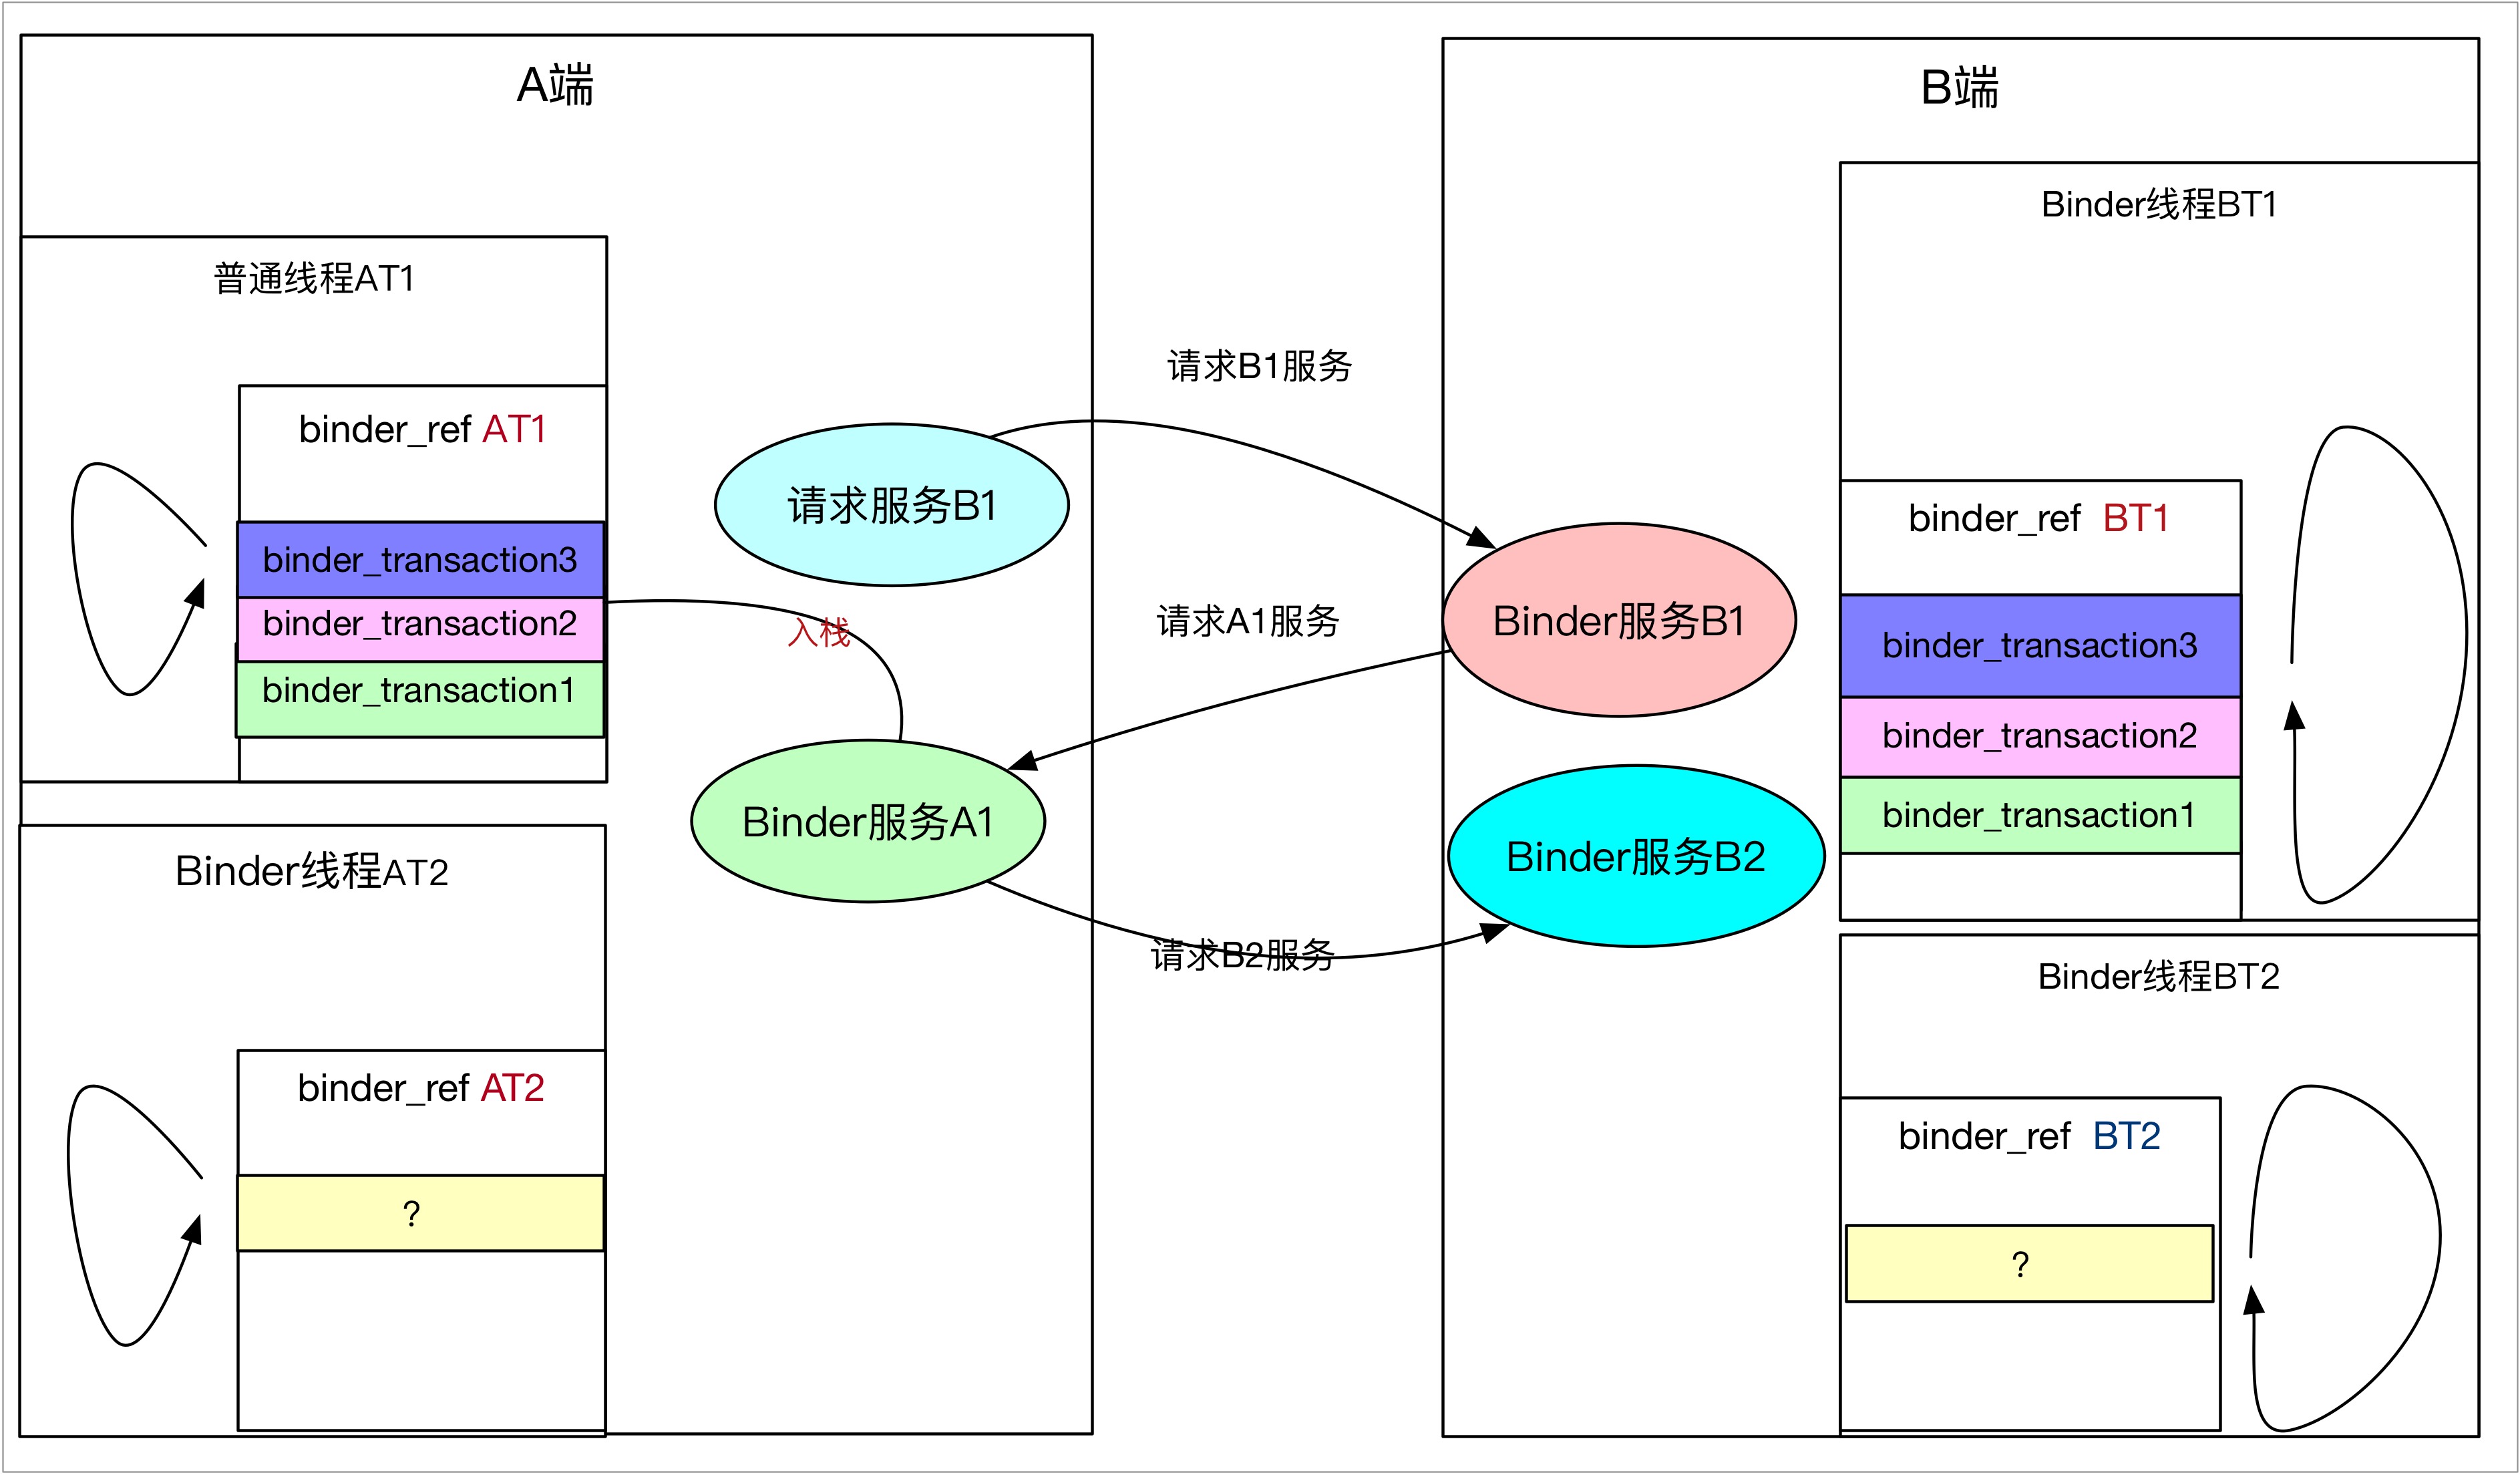 A端
普通线程AT1
binder_ref AT1
binder_transaction3
binder_transaction2
binder_transaction1
Binder线程AT2
binder_ref AT2
?
请求服务B1
入栈
Binder服务A1
请求B1服务
请求A1服务
请求B2服务
B端
Binder服务B1
Binder服务B2
Binder线程BT1
binder_ref BT1
binder_transaction3
binder_transaction2
binder_transaction1
Binder线程BT2
binder_ref BT2
?